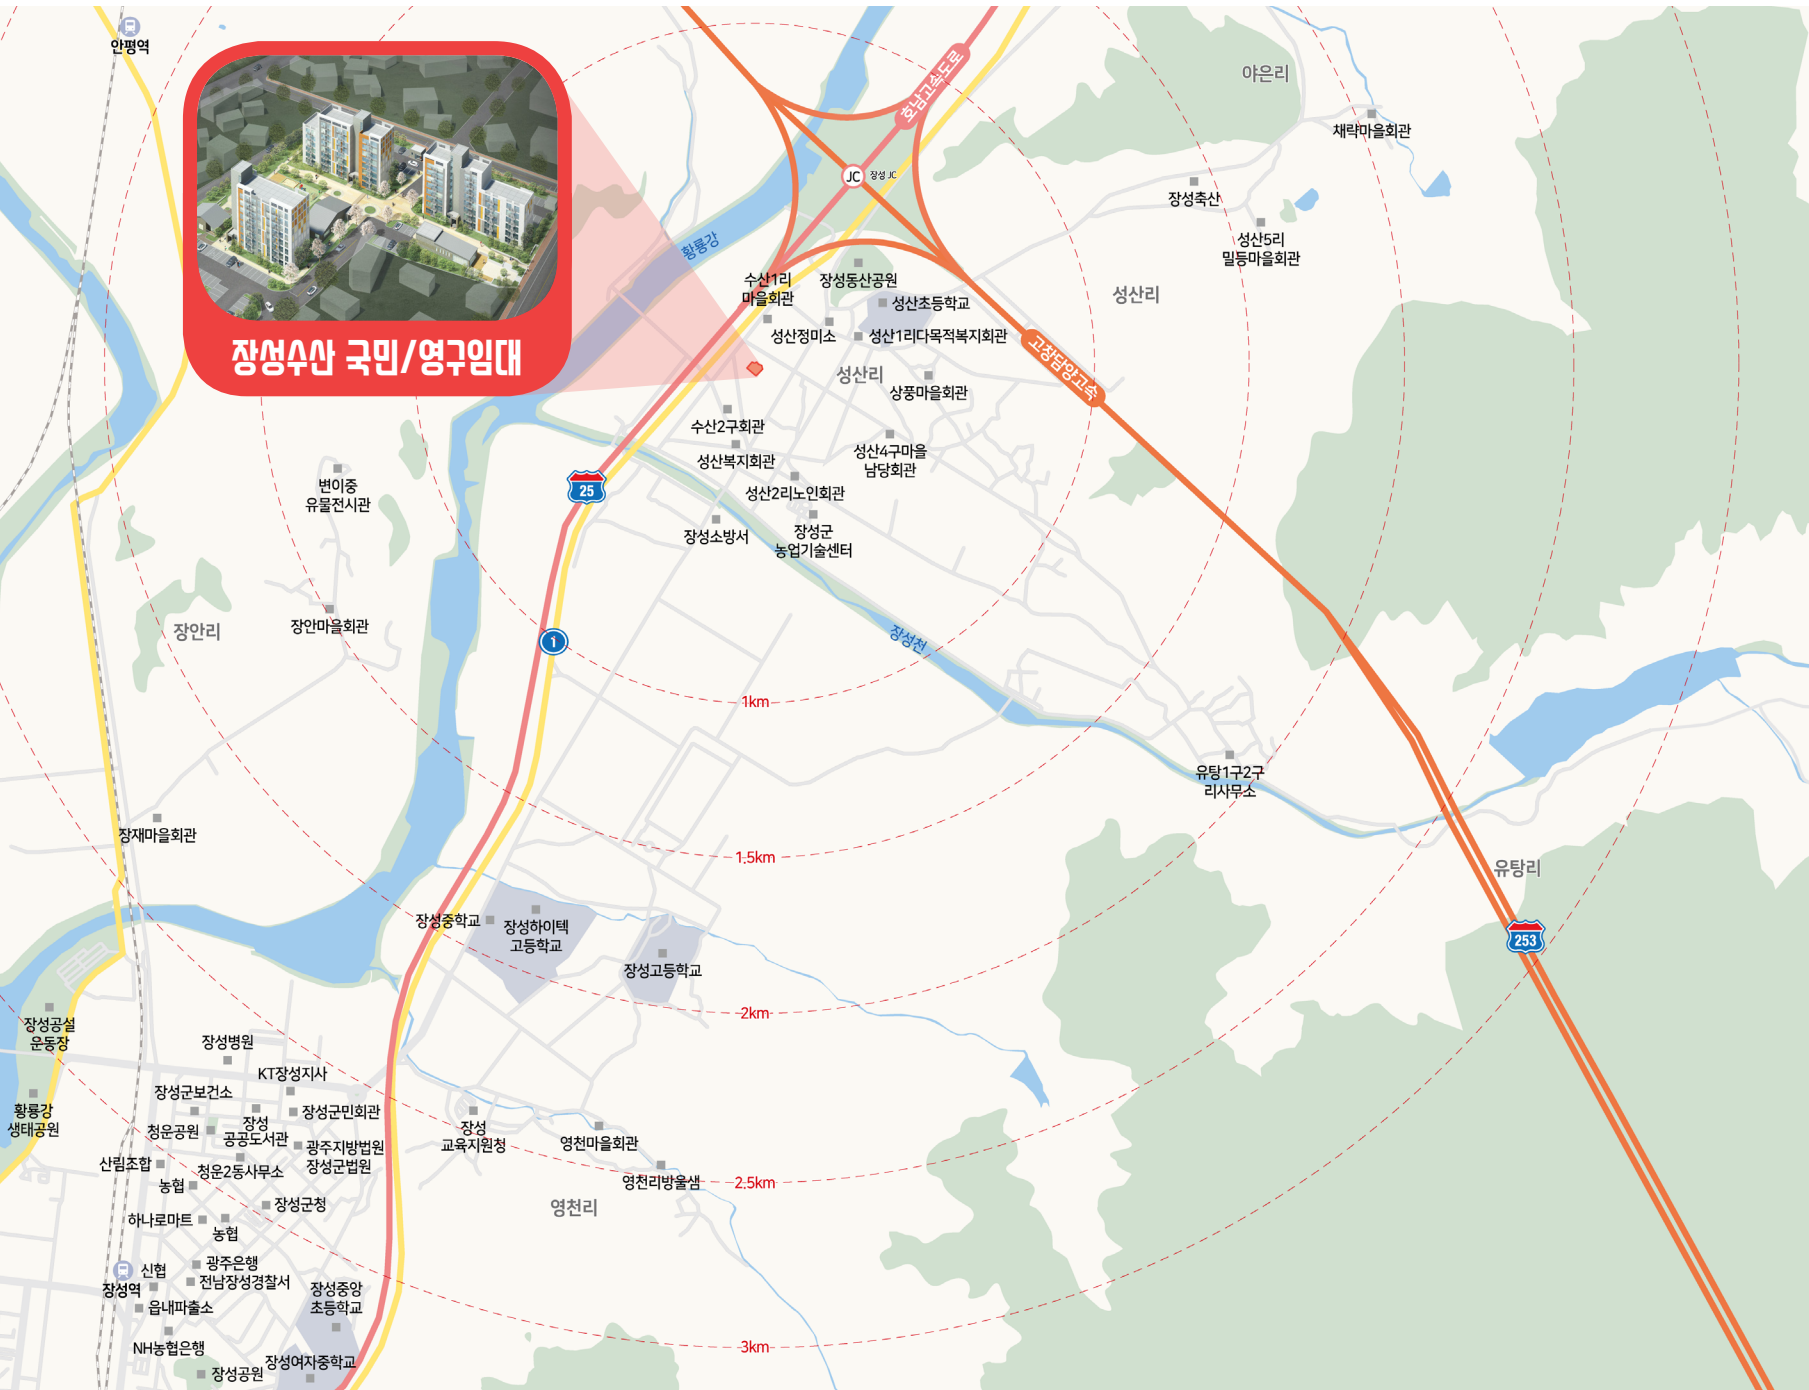 안평역
장성수산 국민/영구임대
호남고속도로
JC
장성 JC
야은리
채락마을회관
장성축산
성산5리
밀등마을회관
성산리
황룡강
수산1리
마을회관
장성동산공원
성산초등학교
성산정미소
성산1리다목적복지회관
고창담양고속
성산리
상풍마을회관
수산2구회관
성산복지회관
성산4구마을
남당회관
성산2리노인회관
변이중
유물전시관
25
장성소방서
장성군
농업기술센터
장안리
장안마을회관
1
장성천
1km
유탕1구2구
리사무소
장재마을회관
1.5km
유탕리
장성중학교
장성하이텍
고등학교
장성고등학교
253
2km
장성공설
운동장
장성병원
KT장성지사
장성군보건소
장성군민회관
황룡강
생태공원
청운공원
장성
공공도서관
광주지방법원
장성군법원
장성
교육지원청
영천마을회관
산림조합
청운2동사무소
농협
영천리방울샘
2.5km
장성군청
영천리
하나로마트
농협
광주은행
신협
장성역
전남장성경찰서
장성중앙
초등학교
읍내파출소
NH농협은행
3km
장성여자중학교
장성공원